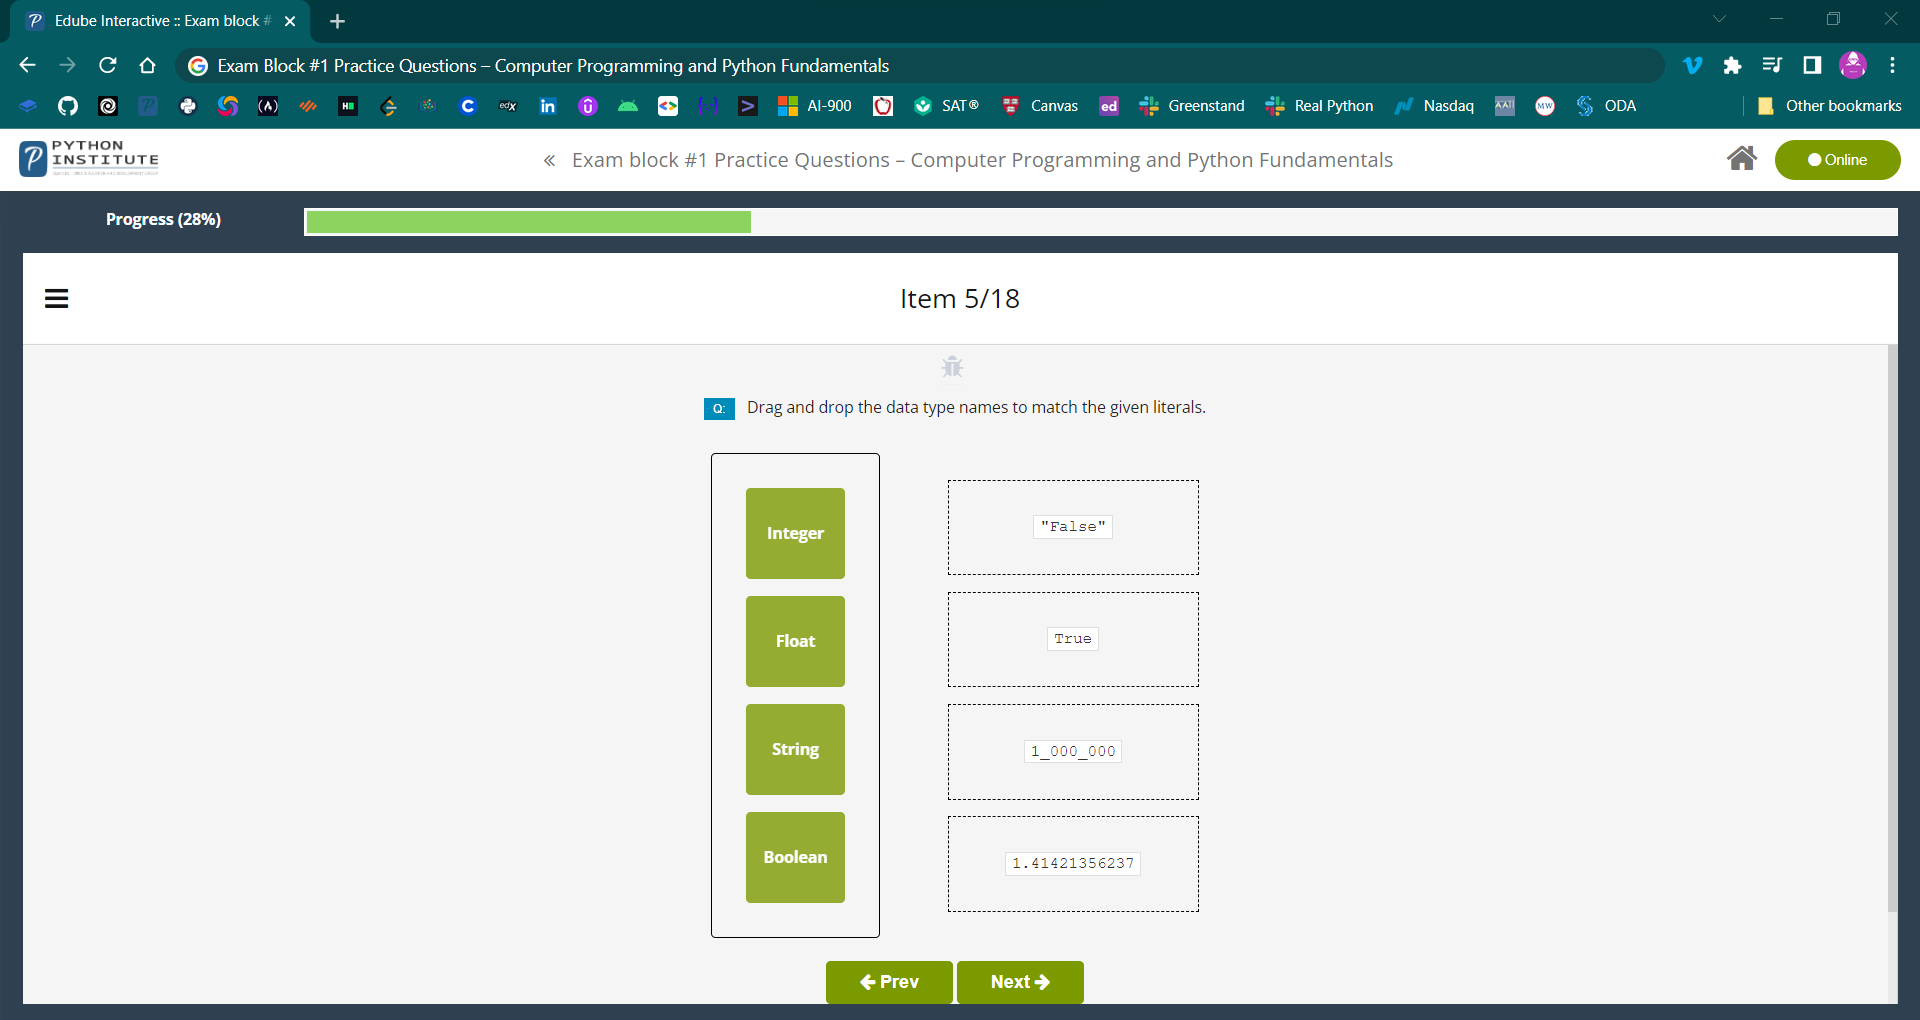 Edube Interactive :: Exam block #
Exam Block #1 Practice Questions – Computer Programming and Python Fundamentals
AI-900
SAT®
Canvas
ed
Greenstand
Real Python
Nasdaq
AATI
MW
ODA
Other bookmarks
PYTHON
INSTITUTE
« Exam block #1 Practice Questions – Computer Programming and Python Fundamentals
Online
Progress (28%)
Item 5/18
Q: Drag and drop the data type names to match the given literals.
Integer
"False"
Float
True
String
1_000_000
Boolean
1.41421356237
Prev
Next